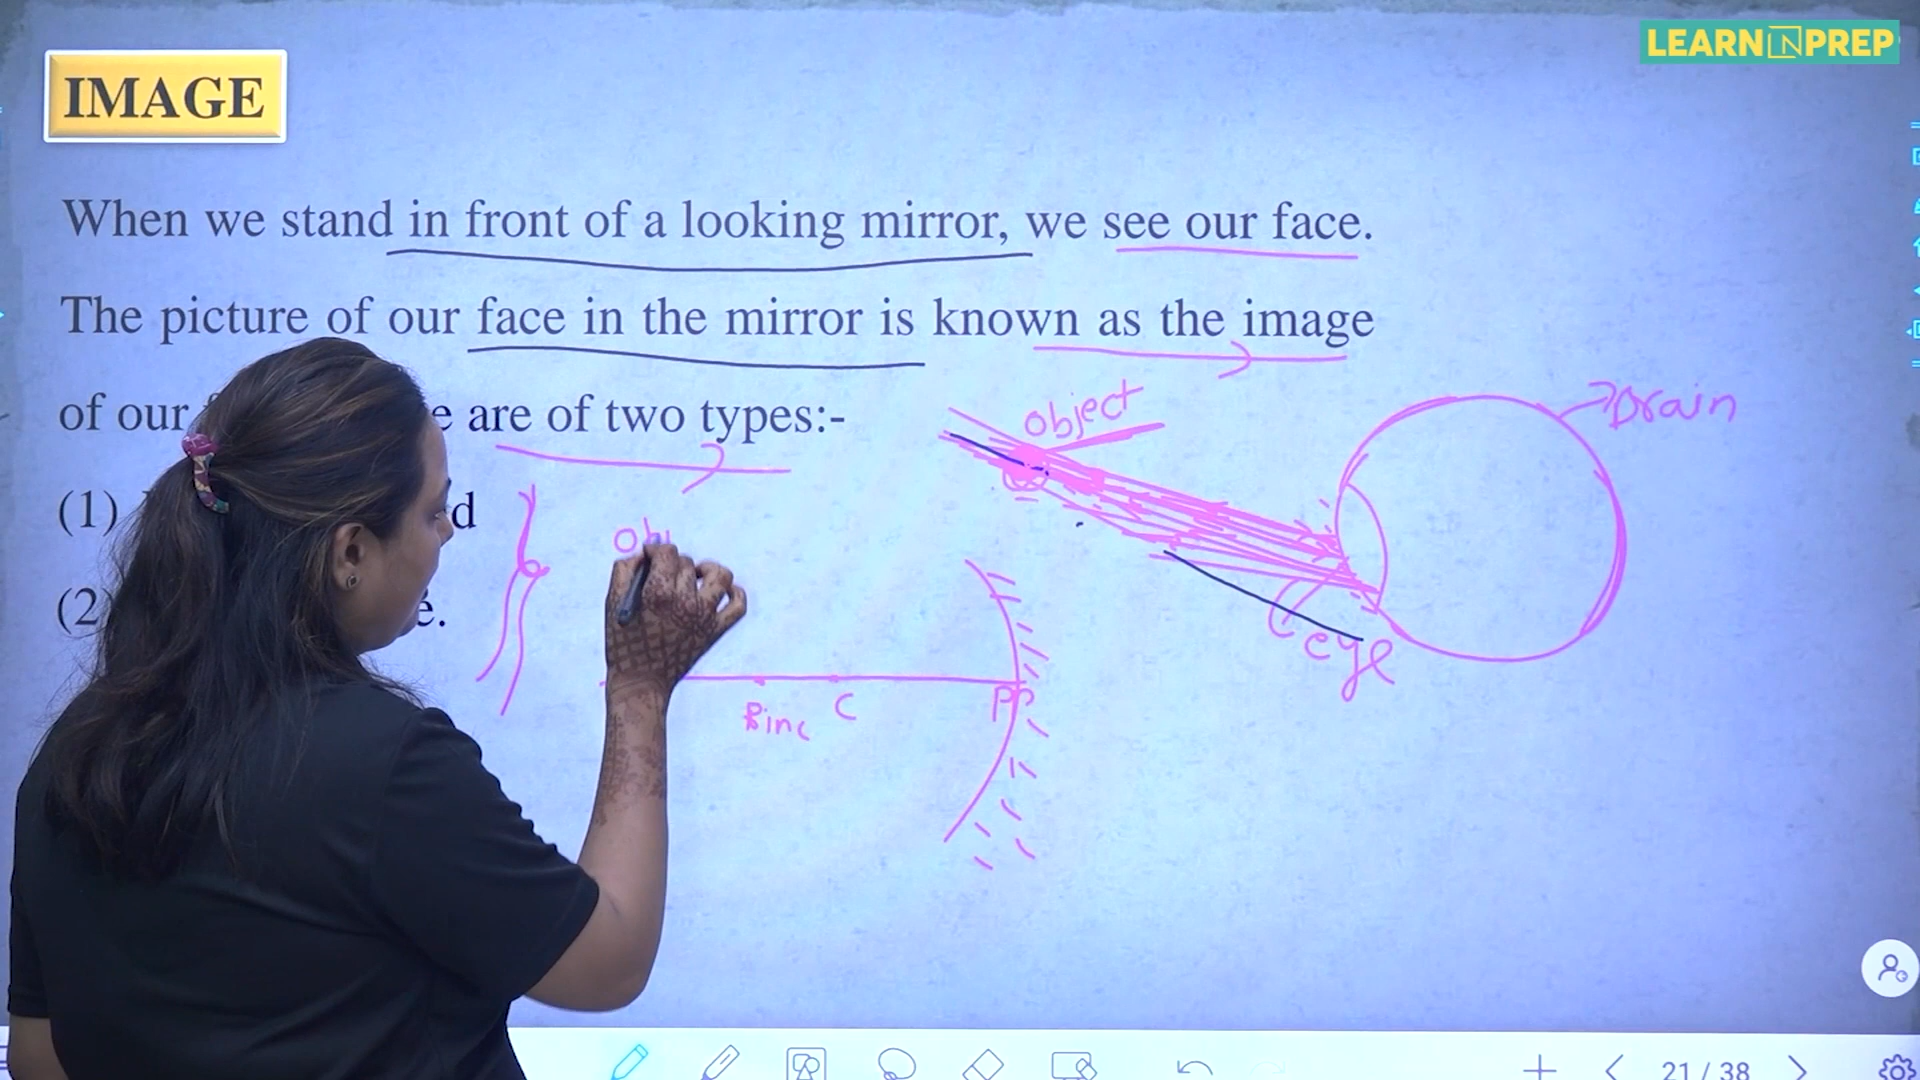 LEARN IN PREP
IMAGE
When we stand in front of a looking mirror, we see our face.
The picture of our face in the mirror is known as the image
of our are of two types:-
(1)
(2)
object
eye
C
21 / 38